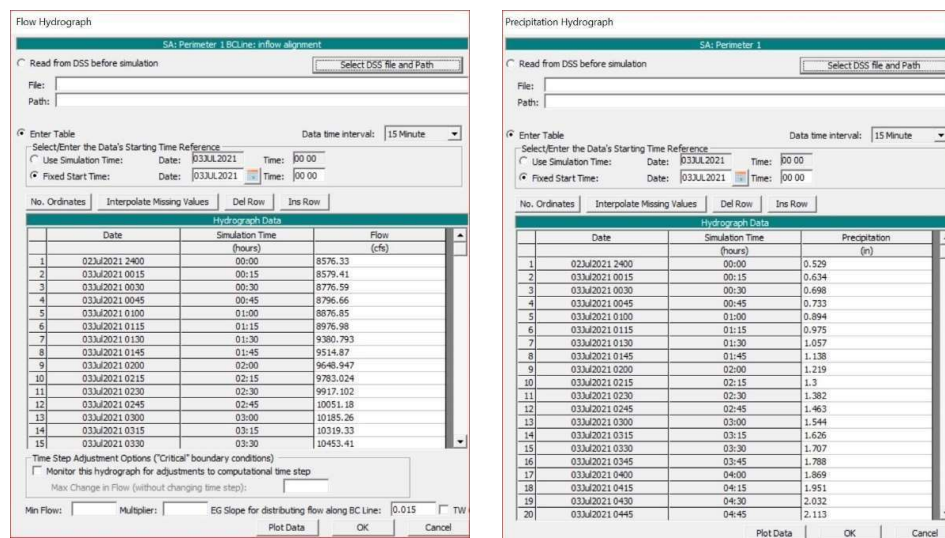 Flow Hydrograph
SA: Perimeter 1 BCLine: inflow alignment
Read from DSS before simulation
Select DSS file and Path
File:
Path:
Enter Table
Data time interval: 15 Minute
Select/Enter the Data's Starting Time Reference
Use Simulation Time: Date: 03JUL2021 Time: 00 00
Fixed Start Time: Date: 03JUL2021 Time: 00 00
No. Ordinates Interpolate Missing Values Del Row Ins Row
Hydrograph Data
Date Simulation Time Flow
(hours) (cfs)
1 02Jul2021 2400 00:00 8576.33
2 03Jul2021 0015 00:15 8579.41
3 03Jul2021 0030 00:30 8776.59
4 03Jul2021 0045 00:45 8796.66
5 03Jul2021 0100 01:00 8876.85
6 03Jul2021 0115 01:15 8976.98
7 03Jul2021 0130 01:30 9380.793
8 03Jul2021 0145 01:45 9514.87
9 03Jul2021 0200 02:00 9648.947
10 03Jul2021 0215 02:15 9783.024
11 03Jul2021 0230 02:30 9917.102
12 03Jul2021 0245 02:45 10051.18
13 03Jul2021 0300 03:00 10185.26
14 03Jul2021 0315 03:15 10319.33
15 03Jul2021 0330 03:30 10453.41
Time Step Adjustment Options ("Critical" boundary conditions)
Monitor this hydrograph for adjustments to computational time step
Max Change in Flow (without changing time step):
Min Flow: Multiplier: EG Slope for distributing flow along BC Line: 0.015 TW
Plot Data OK Cancel
Precipitation Hydrograph
SA: Perimeter 1
Read from DSS before simulation
Select DSS file and Path
File:
Path:
Enter Table
Data time interval: 15 Minute
Select/Enter the Data's Starting Time Reference
Use Simulation Time: Date: 03JUL2021 Time: 00 00
Fixed Start Time: Date: 03JUL2021 Time: 00 00
No. Ordinates Interpolate Missing Values Del Row Ins Row
Hydrograph Data
Date Simulation Time Precipitation
(hours) (in)
1 02Jul2021 2400 00:00 0.529
2 03Jul2021 0015 00:15 0.634
3 03Jul2021 0030 00:30 0.698
4 03Jul2021 0045 00:45 0.733
5 03Jul2021 0100 01:00 0.894
6 03Jul2021 0115 01:15 0.975
7 03Jul2021 0130 01:30 1.057
8 03Jul2021 0145 01:45 1.138
9 03Jul2021 0200 02:00 1.219
10 03Jul2021 0215 02:15 1.3
11 03Jul2021 0230 02:30 1.382
12 03Jul2021 0245 02:45 1.463
13 03Jul2021 0300 03:00 1.544
14 03Jul2021 0315 03:15 1.626
15 03Jul2021 0330 03:30 1.707
16 03Jul2021 0345 03:45 1.788
17 03Jul2021 0400 04:00 1.869
18 03Jul2021 0415 04:15 1.951
19 03Jul2021 0430 04:30 2.032
20 03Jul2021 0445 04:45 2.113
Plot Data OK Cancel